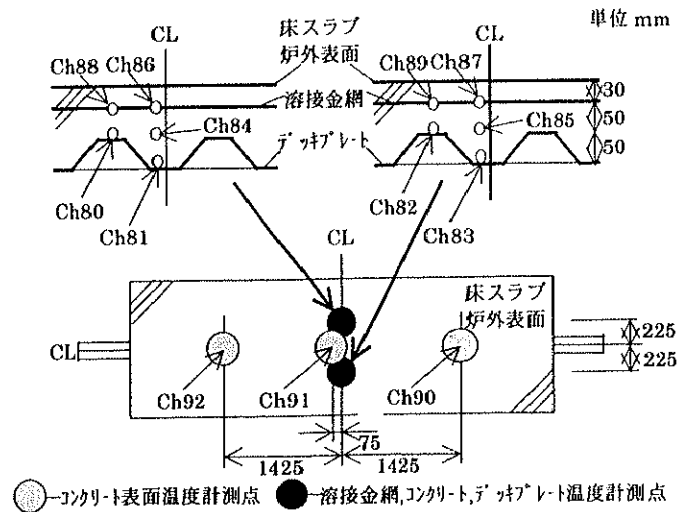 単位 mm
CL 床スラブ CL
炉外表面
Ch88 Ch86 Ch89 Ch87
30
溶接金網
50
Ch84 Ch85
デッキプレート
50
Ch80 Ch82
Ch81 Ch83
CL
床スラブ
炉外表面
225
CL
225
Ch92 Ch91 Ch90
75
1425 1425
コンクリート表面温度計測点 溶接金網,コンクリート,デッキプレート温度計測点